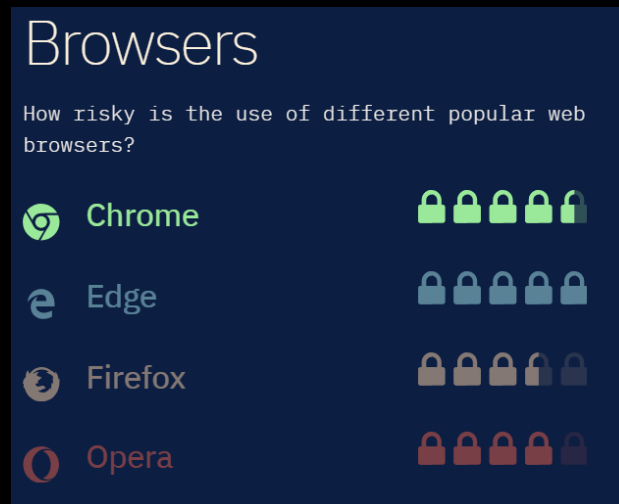 Browsers
How risky is the use of different popular web
browsers?
Chrome
Edge
Firefox
Opera